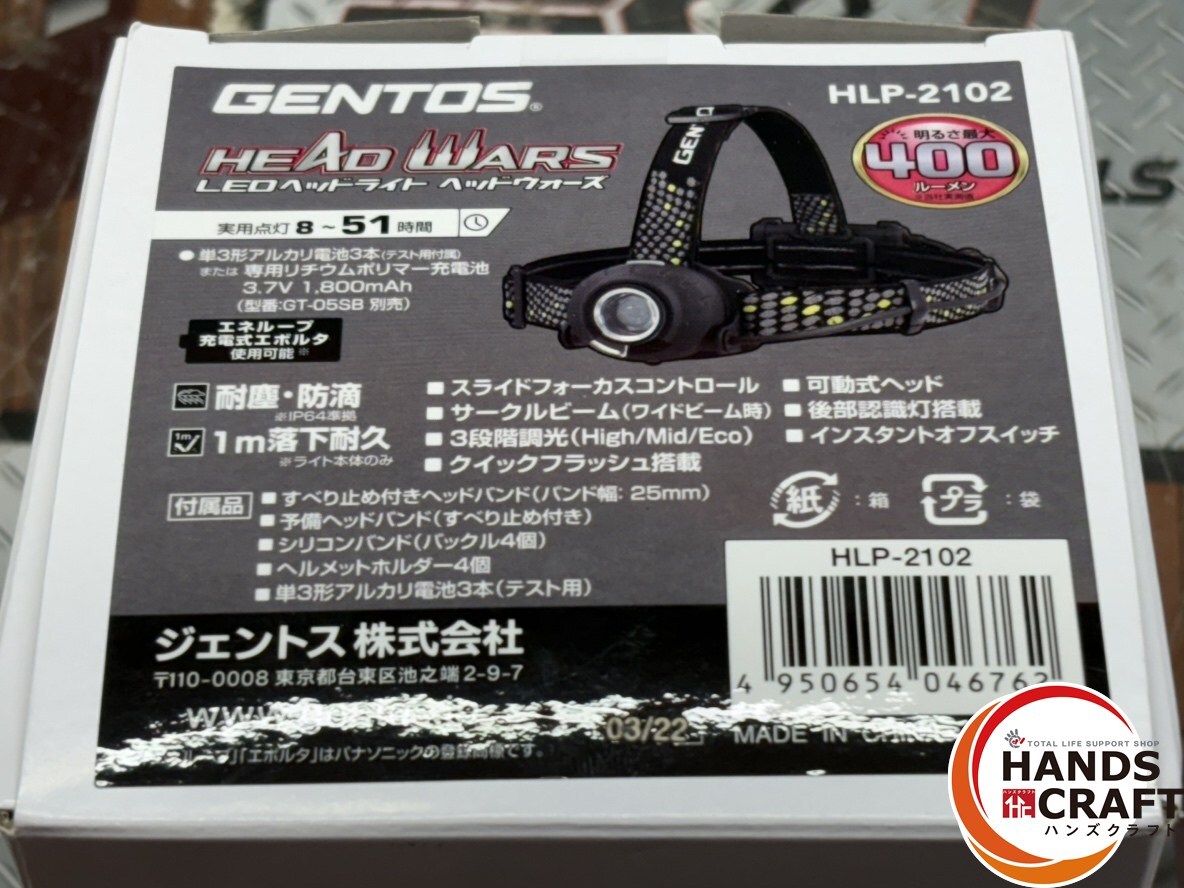 GENTOS®
HLP-2102
HEAD WARS
LEDヘッドライト ヘッドウォーズ
明るさ最大
400
ルーメン
GENT
実用点灯 8～51時間
● 単3形アルカリ電池3本(テスト用付属)
または 専用リチウムポリマー充電池
3.7V 1,800mAh
(型番:GT-05SB 別売)
エネループ
充電式エボルタ
使用可能※
耐塵・防滴
※IP64準拠
1m
1m落下耐久
※ライト本体のみ
■ スライドフォーカスコントロール
■ サークルビーム(ワイドビーム時)
■ 3段階調光(High/Mid/Eco)
■ クイックフラッシュ搭載
■ 可動式ヘッド
■ 後部認識灯搭載
■ インスタントオフスイッチ
付属品
■ すべり止め付きヘッドバンド(バンド幅: 25mm)
■ 予備ヘッドバンド(すべり止め付き)
■ シリコンバンド(バックル4個)
■ ヘルメットホルダー4個
■ 単3形アルカリ電池3本(テスト用)
紙 : 箱
プラ : 袋
HLP-2102
4 950654 046762
ジェントス株式会社
〒110-0008 東京都台東区池之端2-9-7
www.
03/22
MADE IN CHINA
「エボルタ」はパナソニックの登録商標です。
TOTAL LIFE SUPPORT SHOP
HANDS
ハンズクラフト
CRAFT
ハンズクラフト